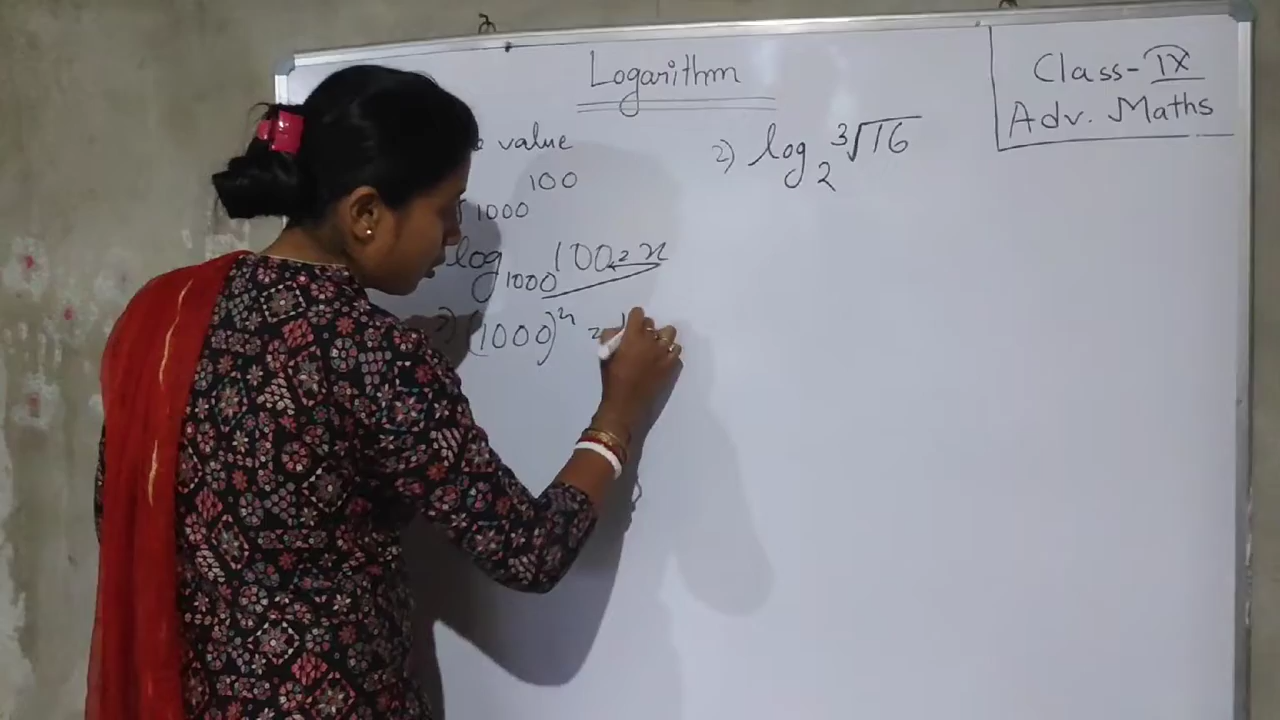 Logarithm
Class-IX
Adv. Maths
value
100
1000
log 1000 100 = x
(1000)^x =
2) log 2 ∛16